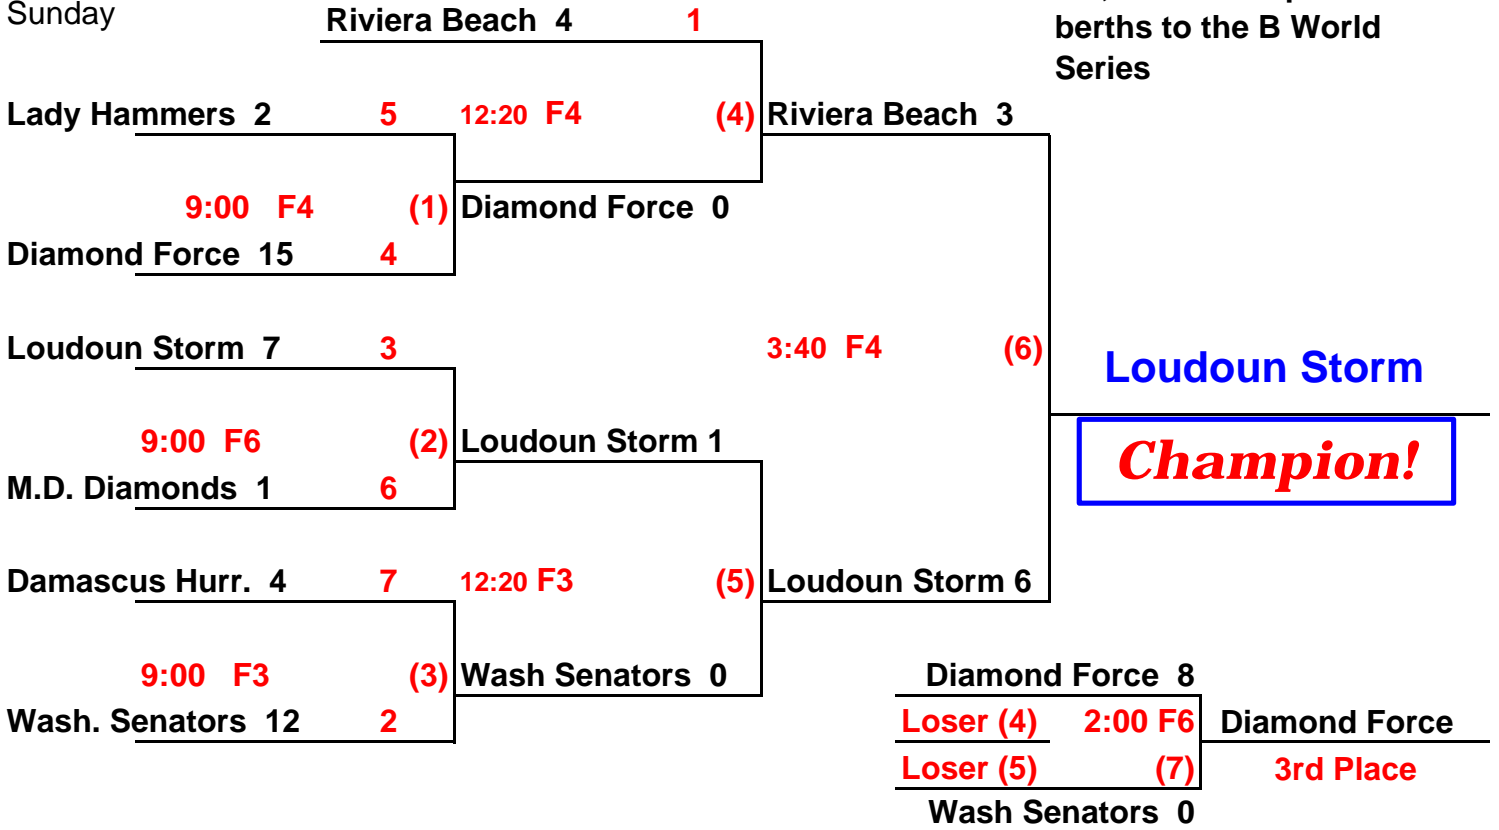 Sunday
Riviera Beach 4 1
berths to the B World
Series
Lady Hammers 2 5 12:20 F4 (4) Riviera Beach 3
9:00 F4 (1) Diamond Force 0
Diamond Force 15 4
Loudoun Storm 7 3 3:40 F4 (6)
Loudoun Storm
9:00 F6 (2) Loudoun Storm 1
Champion!
M.D. Diamonds 1 6
Damascus Hurr. 4 7 12:20 F3 (5) Loudoun Storm 6
9:00 F3 (3) Wash Senators 0 Diamond Force 8
Wash. Senators 12 2 Loser (4) 2:00 F6 Diamond Force
Loser (5) (7) 3rd Place
Wash Senators 0